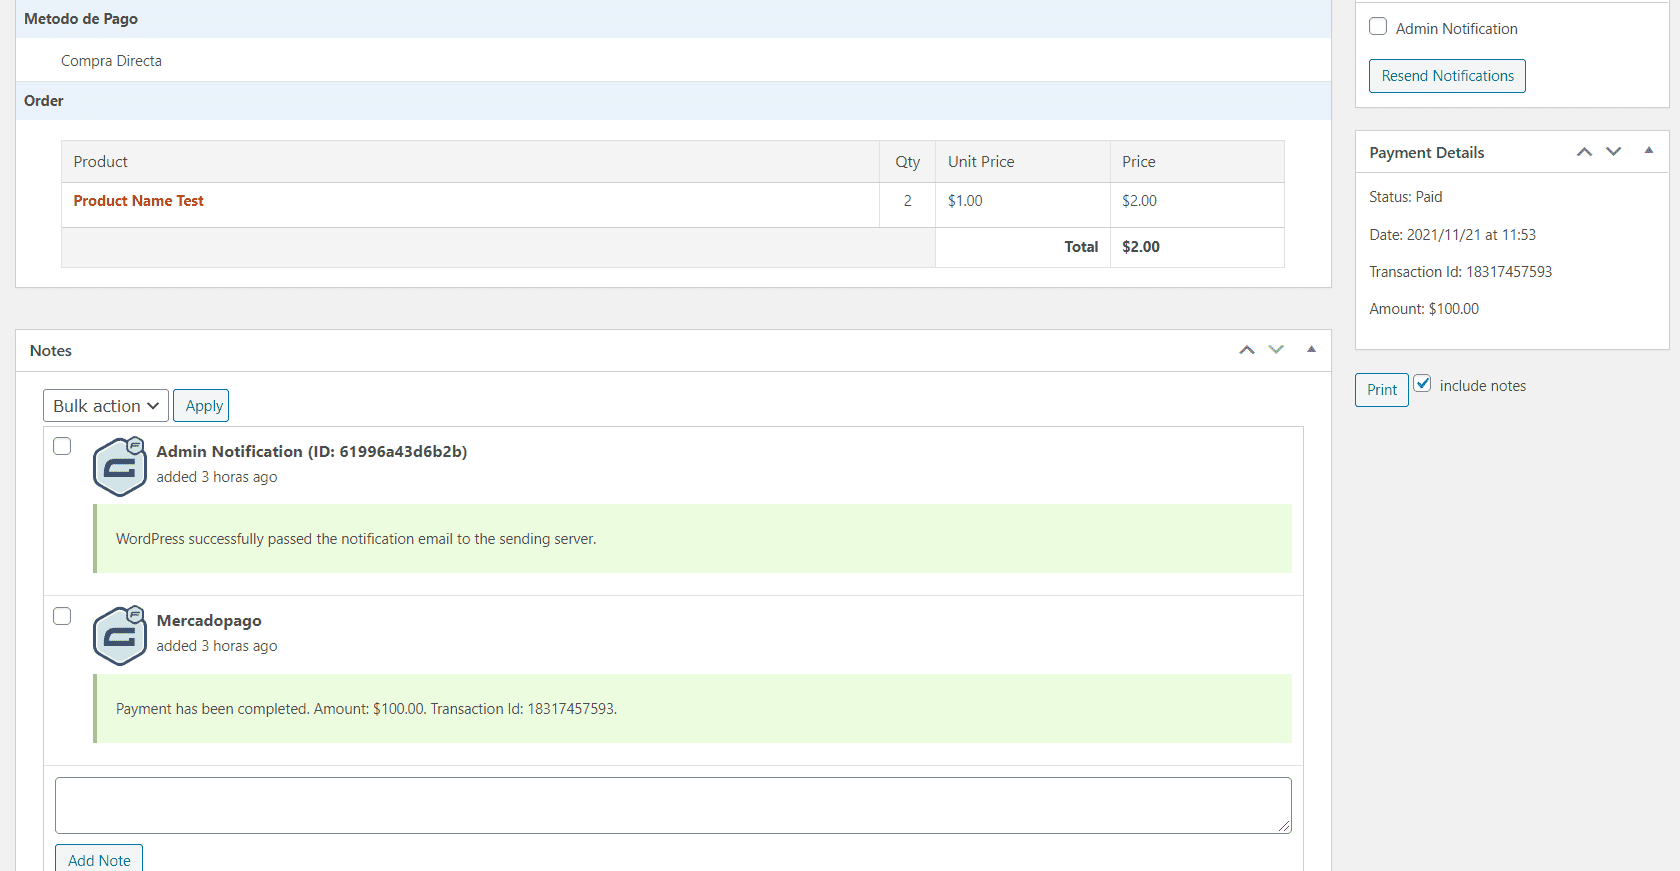 Metodo de Pago
Compra Directa
Order
Product Qty Unit Price Price
Product Name Test 2 $1.00 $2.00
Total $2.00
Notes
Bulk action Apply
Admin Notification (ID: 61996a43d6b2b)
added 3 horas ago
WordPress successfully passed the notification email to the sending server.
Mercadopago
added 3 horas ago
Payment has been completed. Amount: $100.00. Transaction Id: 18317457593.
Add Note
Admin Notification
Resend Notifications
Payment Details
Status: Paid
Date: 2021/11/21 at 11:53
Transaction Id: 18317457593
Amount: $100.00
Print include notes